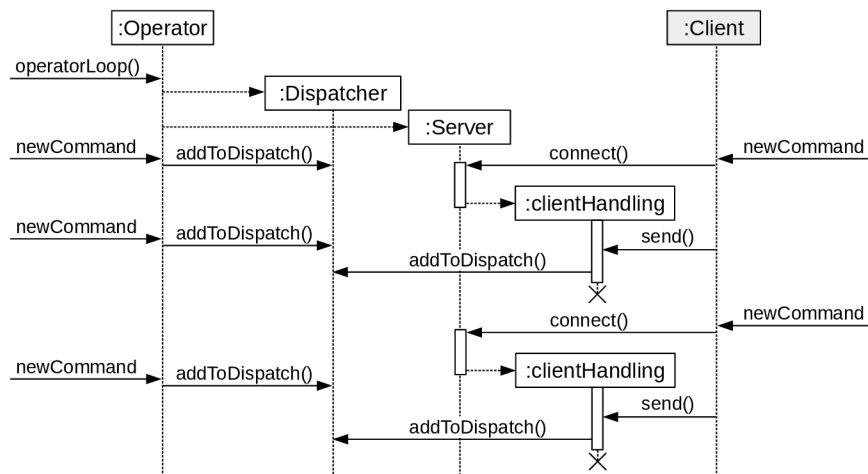 :Operator
:Client
operatorLoop()
:Dispatcher
:Server
newCommand
addToDispatch()
connect()
newCommand
:clientHandling
newCommand
addToDispatch()
send()
addToDispatch()
connect()
newCommand
newCommand
addToDispatch()
:clientHandling
send()
addToDispatch()